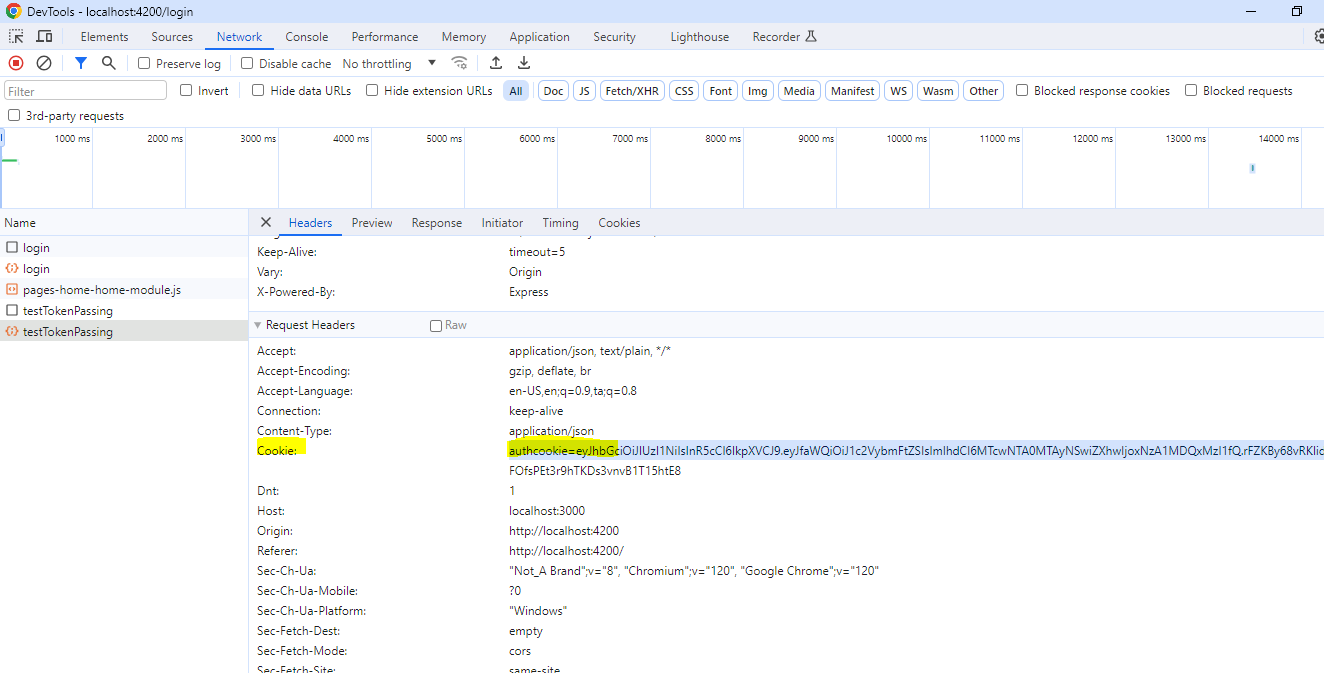 DevTools - localhost:4200/login
Elements Sources Network Console Performance Memory Application Security Lighthouse Recorder
Preserve log Disable cache No throttling
Filter Invert Hide data URLs Hide extension URLs All Doc JS Fetch/XHR CSS Font Img Media Manifest WS Wasm Other Blocked response cookies Blocked requests
3rd-party requests
1000 ms 2000 ms 3000 ms 4000 ms 5000 ms 6000 ms 7000 ms 8000 ms 9000 ms 10000 ms 11000 ms 12000 ms 13000 ms 14000 ms
Name
login
login
pages-home-home-module.js
testTokenPassing
testTokenPassing
Headers Preview Response Initiator Timing Cookies
Keep-Alive: timeout=5
Vary: Origin
X-Powered-By: Express
Request Headers Raw
Accept: application/json, text/plain, */*
Accept-Encoding: gzip, deflate, br
Accept-Language: en-US,en;q=0.9,ta;q=0.8
Connection: keep-alive
Content-Type: application/json
Cookie: authcookie=eyJhbGciOiJIUzI1NiIsInR5cCI6IkpXVCJ9.eyJfaWQiOiJ1c2VybmFtZSIsImlhdCI6MTcwNTA0MTAyNSwiZXhwIjoxNzA1MDQxMzI1fQ.rFZKBy68vRKlic
FOfsPEt3r9hTKDs3vnvB1T15htE8
Dnt: 1
Host: localhost:3000
Origin: http://localhost:4200
Referer: http://localhost:4200/
Sec-Ch-Ua: "Not_A Brand";v="8", "Chromium";v="120", "Google Chrome";v="120"
Sec-Ch-Ua-Mobile: ?0
Sec-Ch-Ua-Platform: "Windows"
Sec-Fetch-Dest: empty
Sec-Fetch-Mode: cors
Sec-Fetch-Site: same-site